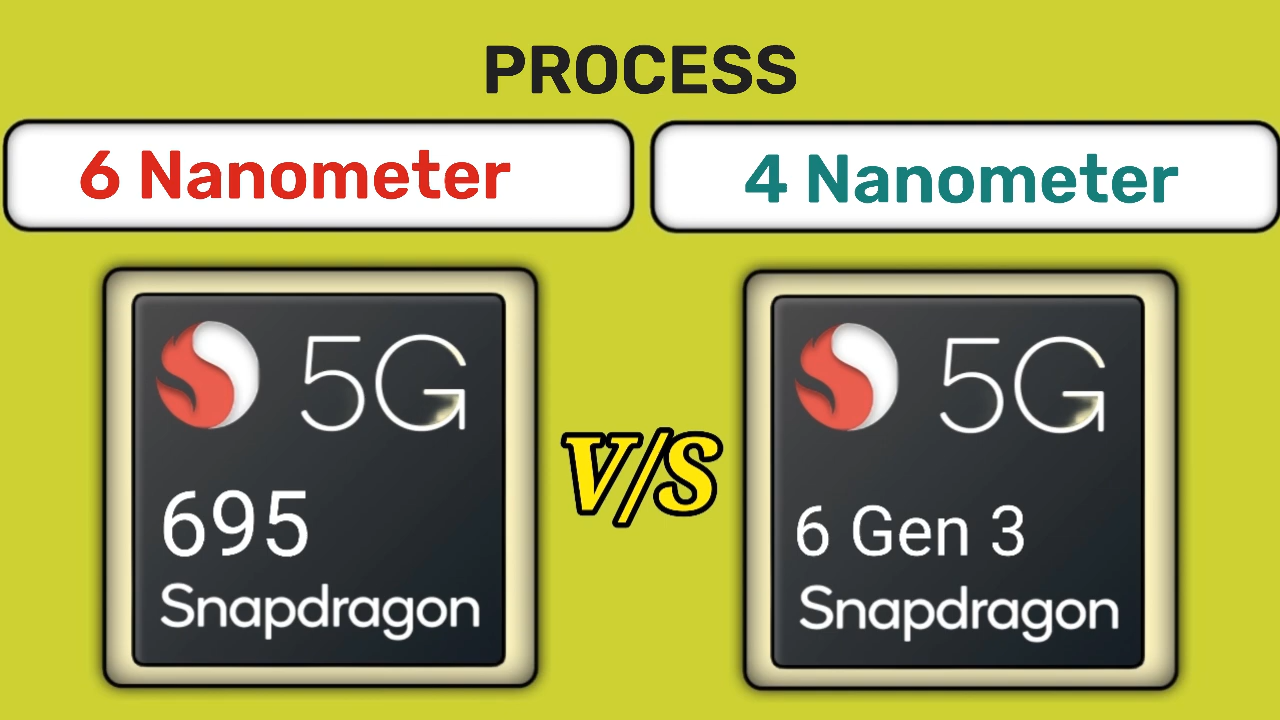 PROCESS
6 Nanometer
4 Nanometer
5G
695
Snapdragon
V/S
5G
6 Gen 3
Snapdragon